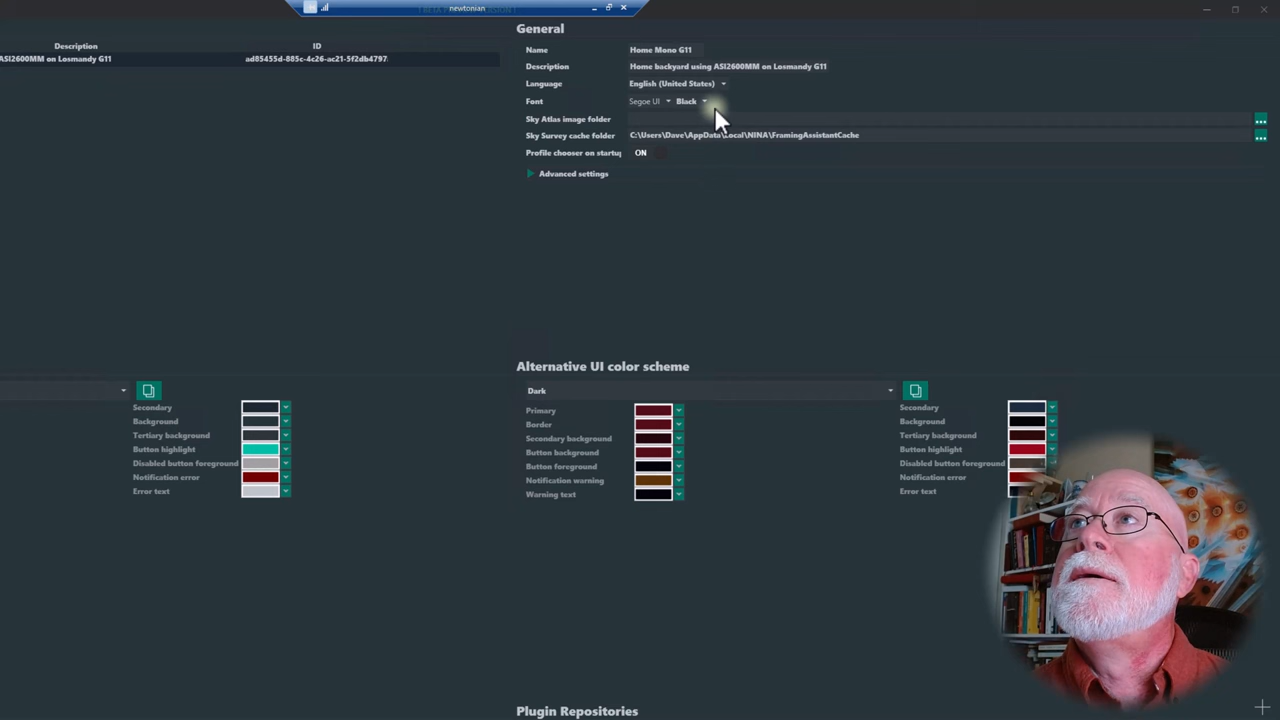 newtonian
General
Description
ID
ASI2600MM on Losmandy G11
ad85455d-885c-4c26-ac21-5f2db4797
Name
Home Mono G11
Description
Home backyard using ASI2600MM on Losmandy G11
Language
English (United States)
Font
Segoe UI
Black
Sky Atlas image folder
Sky Survey cache folder
C:\Users\Dave\AppData\Local\NINA\FramingAssistantCache
Profile chooser on startu
ON
Advanced settings
Alternative UI color scheme
Dark
Secondary
Background
Tertiary background
Button highlight
Disabled button foreground
Notification error
Error text
Primary
Border
Secondary background
Button background
Button foreground
Notification warning
Warning text
Secondary
Background
Tertiary background
Button highlight
Disabled button foreground
Notification error
Error text
Plugin Repositories